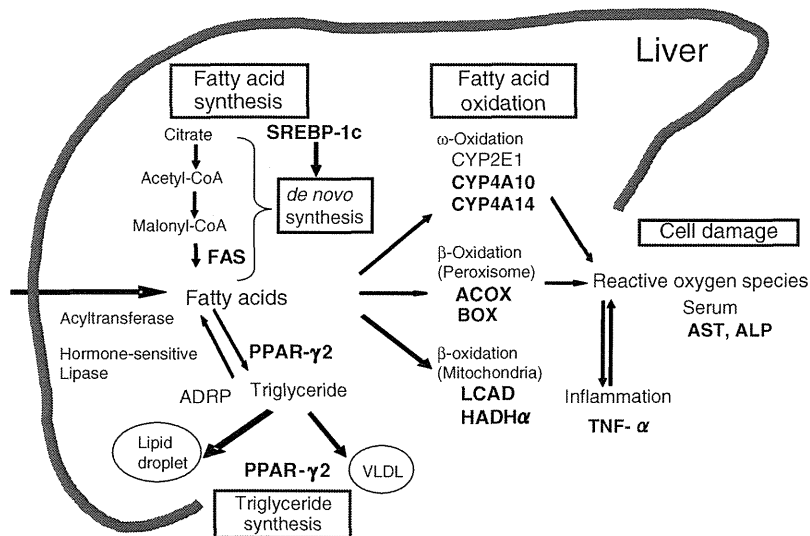 Liver
Fatty acid
synthesis
Citrate
Acetyl-CoA
Malonyl-CoA
FAS
SREBP-1c
de novo
synthesis
Fatty acid
oxidation
ω-Oxidation
CYP2E1
CYP4A10
CYP4A14
β-Oxidation
(Peroxisome)
ACOX
BOX
β-oxidation
(Mitochondria)
LCAD
HADHα
Cell damage
Reactive oxygen species
Serum
AST, ALP
Inflammation
TNF- α
Fatty acids
Acyltransferase
Hormone-sensitive
Lipase
PPAR-γ2
ADRP
Triglyceride
Lipid
droplet
PPAR-γ2
VLDL
Triglyceride
synthesis